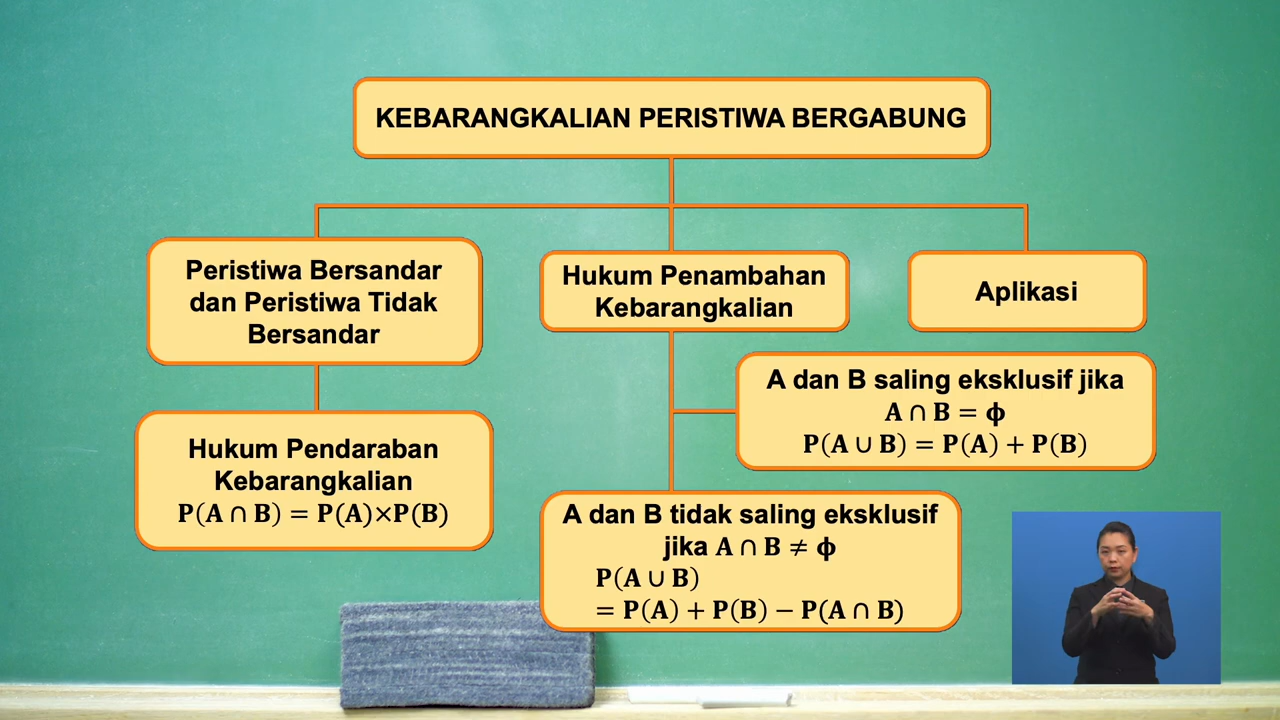 KEBARANGKALIAN PERISTIWA BERGABUNG
Peristiwa Bersandar
dan Peristiwa Tidak
Bersandar
Hukum Pendaraban
Kebarangkalian
P(A ∩ B) = P(A)×P(B)
Hukum Penambahan
Kebarangkalian
A dan B saling eksklusif jika
A ∩ B = ϕ
P(A ∪ B) = P(A) + P(B)
A dan B tidak saling eksklusif
jika A ∩ B ≠ ϕ
P(A ∪ B)
= P(A) + P(B) − P(A ∩ B)
Aplikasi